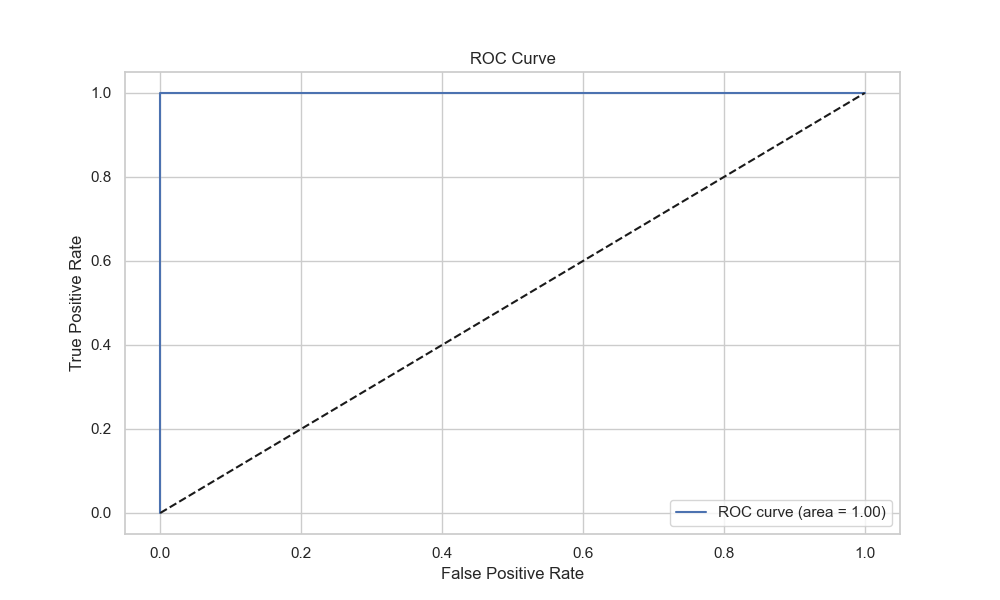 ROC Curve
True Positive Rate
1.0
0.8
0.6
0.4
0.2
0.0
ROC curve (area = 1.00)
0.0 0.2 0.4 0.6 0.8 1.0
False Positive Rate